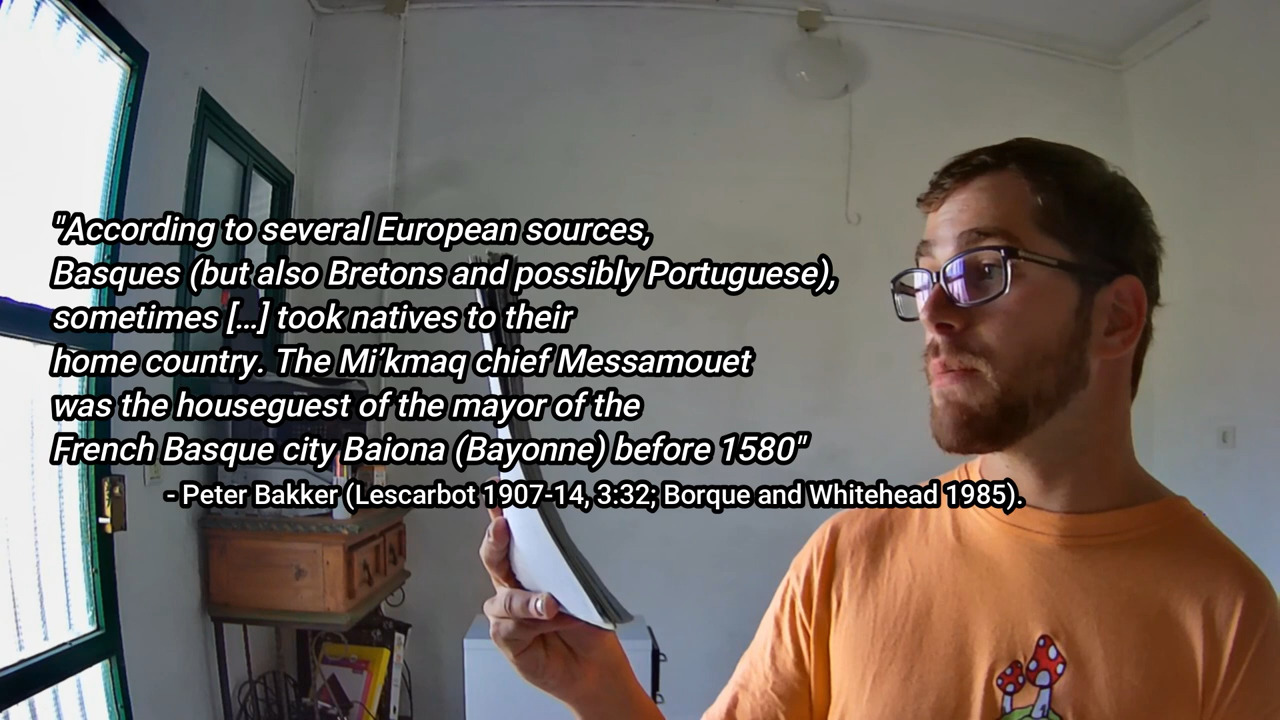 "According to several European sources,
Basques (but also Bretons and possibly Portuguese),
sometimes [...] took natives to their
home country. The Mi’kmaq chief Messamouet
was the houseguest of the mayor of the
French Basque city Baiona (Bayonne) before 1580"
- Peter Bakker (Lescarbot 1907-14, 3:32; Borque and Whitehead 1985).